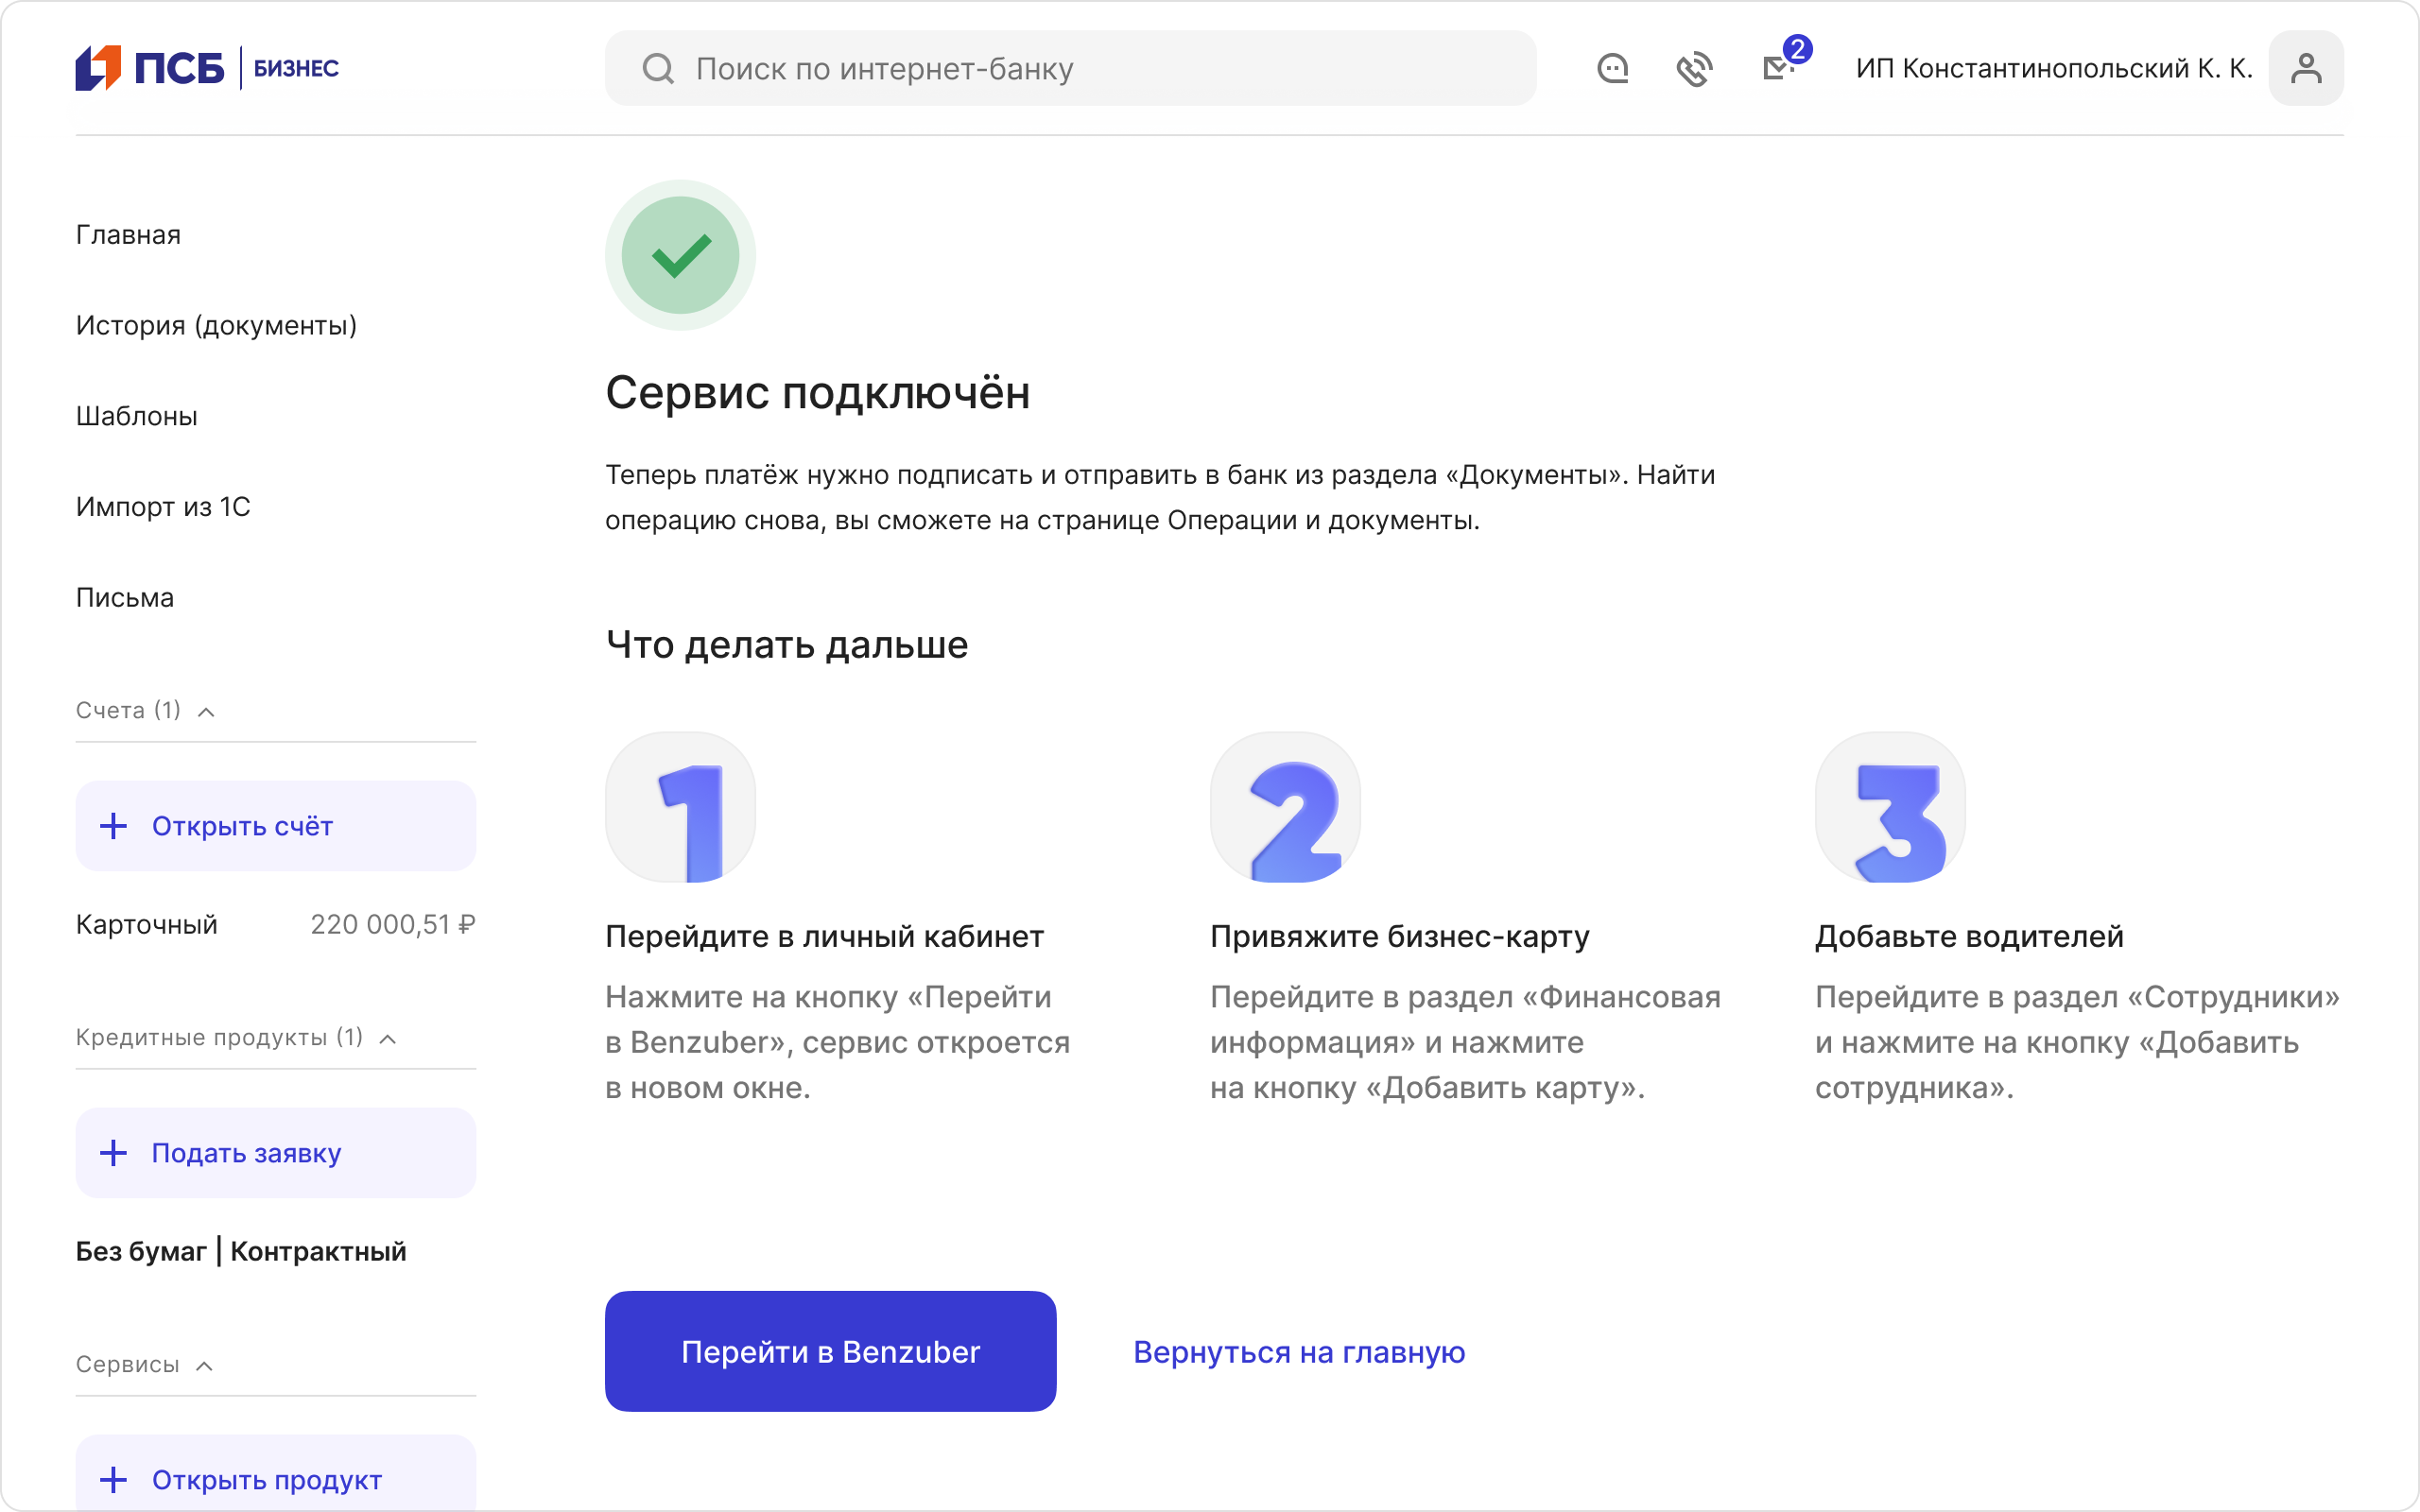 ПСБ БИЗНЕС
Поиск по интернет-банку
2
ИП Константинопольский К. К.
Главная
История (документы)
Шаблоны
Импорт из 1С
Письма
Счета (1)
Открыть счёт
Карточный 220 000,51 ₽
Кредитные продукты (1)
Подать заявку
Без бумаг | Контрактный
Сервисы
Открыть продукт
Сервис подключён
Теперь платёж нужно подписать и отправить в банк из раздела «Документы». Найти
операцию снова, вы сможете на странице Операции и документы.
Что делать дальше
1
Перейдите в личный кабинет
Нажмите на кнопку «Перейти
в Benzuber», сервис откроется
в новом окне.
2
Привяжите бизнес-карту
Перейдите в раздел «Финансовая
информация» и нажмите
на кнопку «Добавить карту».
3
Добавьте водителей
Перейдите в раздел «Сотрудники»
и нажмите на кнопку «Добавить
сотрудника».
Перейти в Benzuber
Вернуться на главную